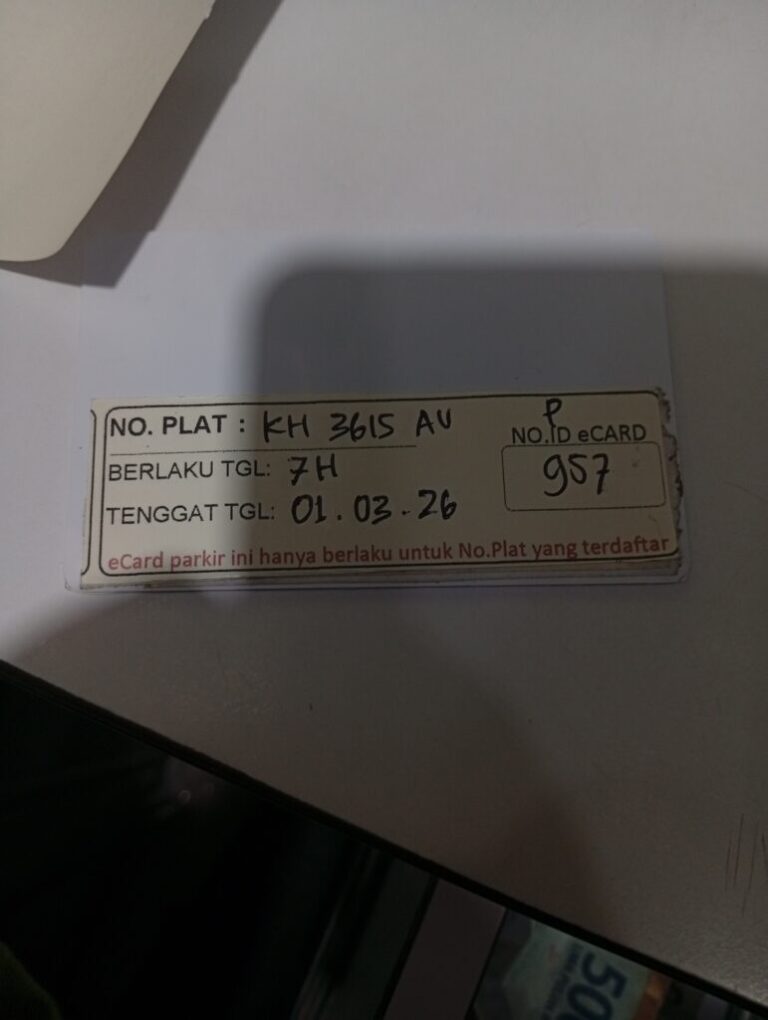 NO. PLAT : KH 3615 AU
P
NO.ID eCARD
BERLAKU TGL: 7H
957
TENGGAT TGL: 01.03.26
eCard parkir ini hanya berlaku untuk No.Plat yang terdaftar
500